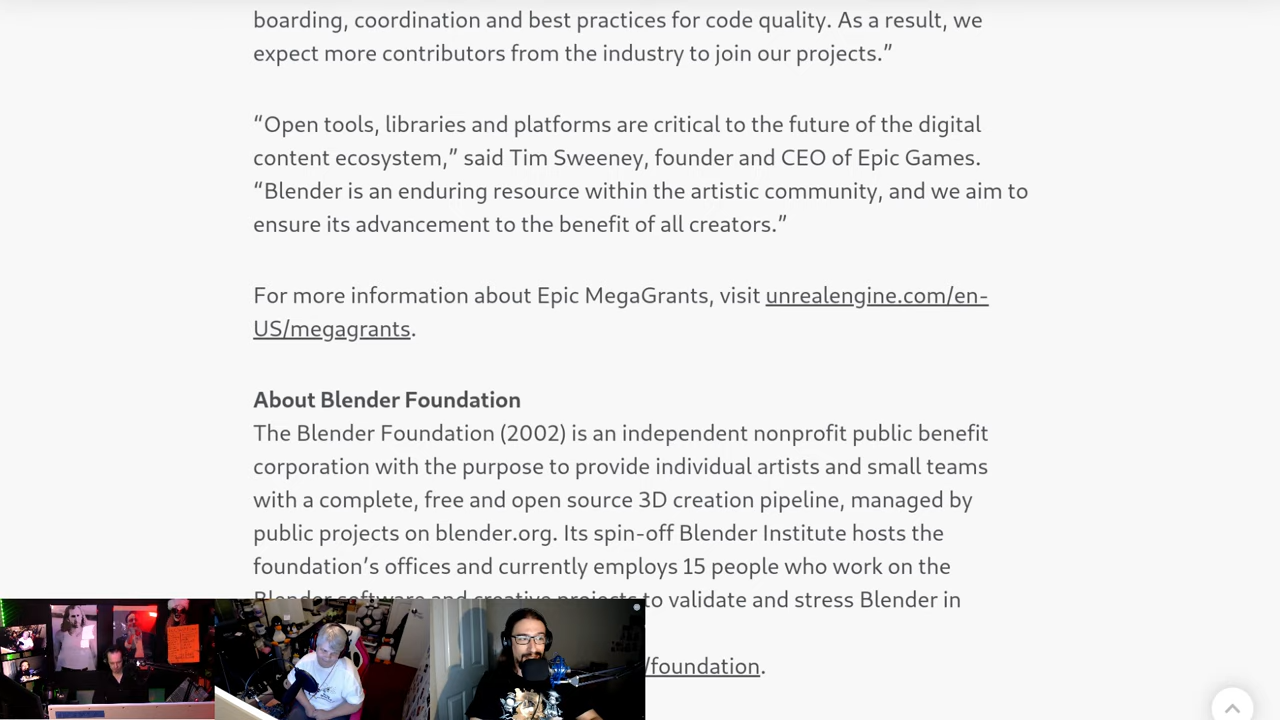 boarding, coordination and best practices for code quality. As a result, we
expect more contributors from the industry to join our projects.”
“Open tools, libraries and platforms are critical to the future of the digital
content ecosystem,” said Tim Sweeney, founder and CEO of Epic Games.
“Blender is an enduring resource within the artistic community, and we aim to
ensure its advancement to the benefit of all creators.”
For more information about Epic MegaGrants, visit unrealengine.com/en-
US/megagrants.
About Blender Foundation
The Blender Foundation (2002) is an independent nonprofit public benefit
corporation with the purpose to provide individual artists and small teams
with a complete, free and open source 3D creation pipeline, managed by
public projects on blender.org. Its spin-off Blender Institute hosts the
foundation’s offices and currently employs 15 people who work on the
Blender software and creative projects to validate and stress Blender in
/foundation.